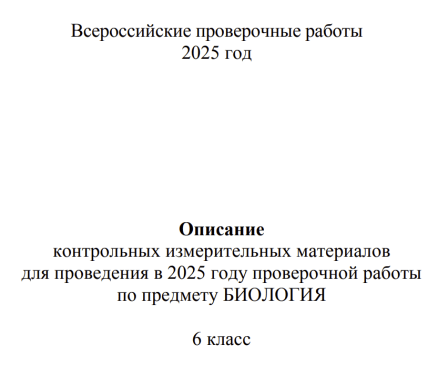 Всероссийские проверочные работы
2025 год
Описание
контрольных измерительных материалов
для проведения в 2025 году проверочной работы
по предмету БИОЛОГИЯ
6 класс